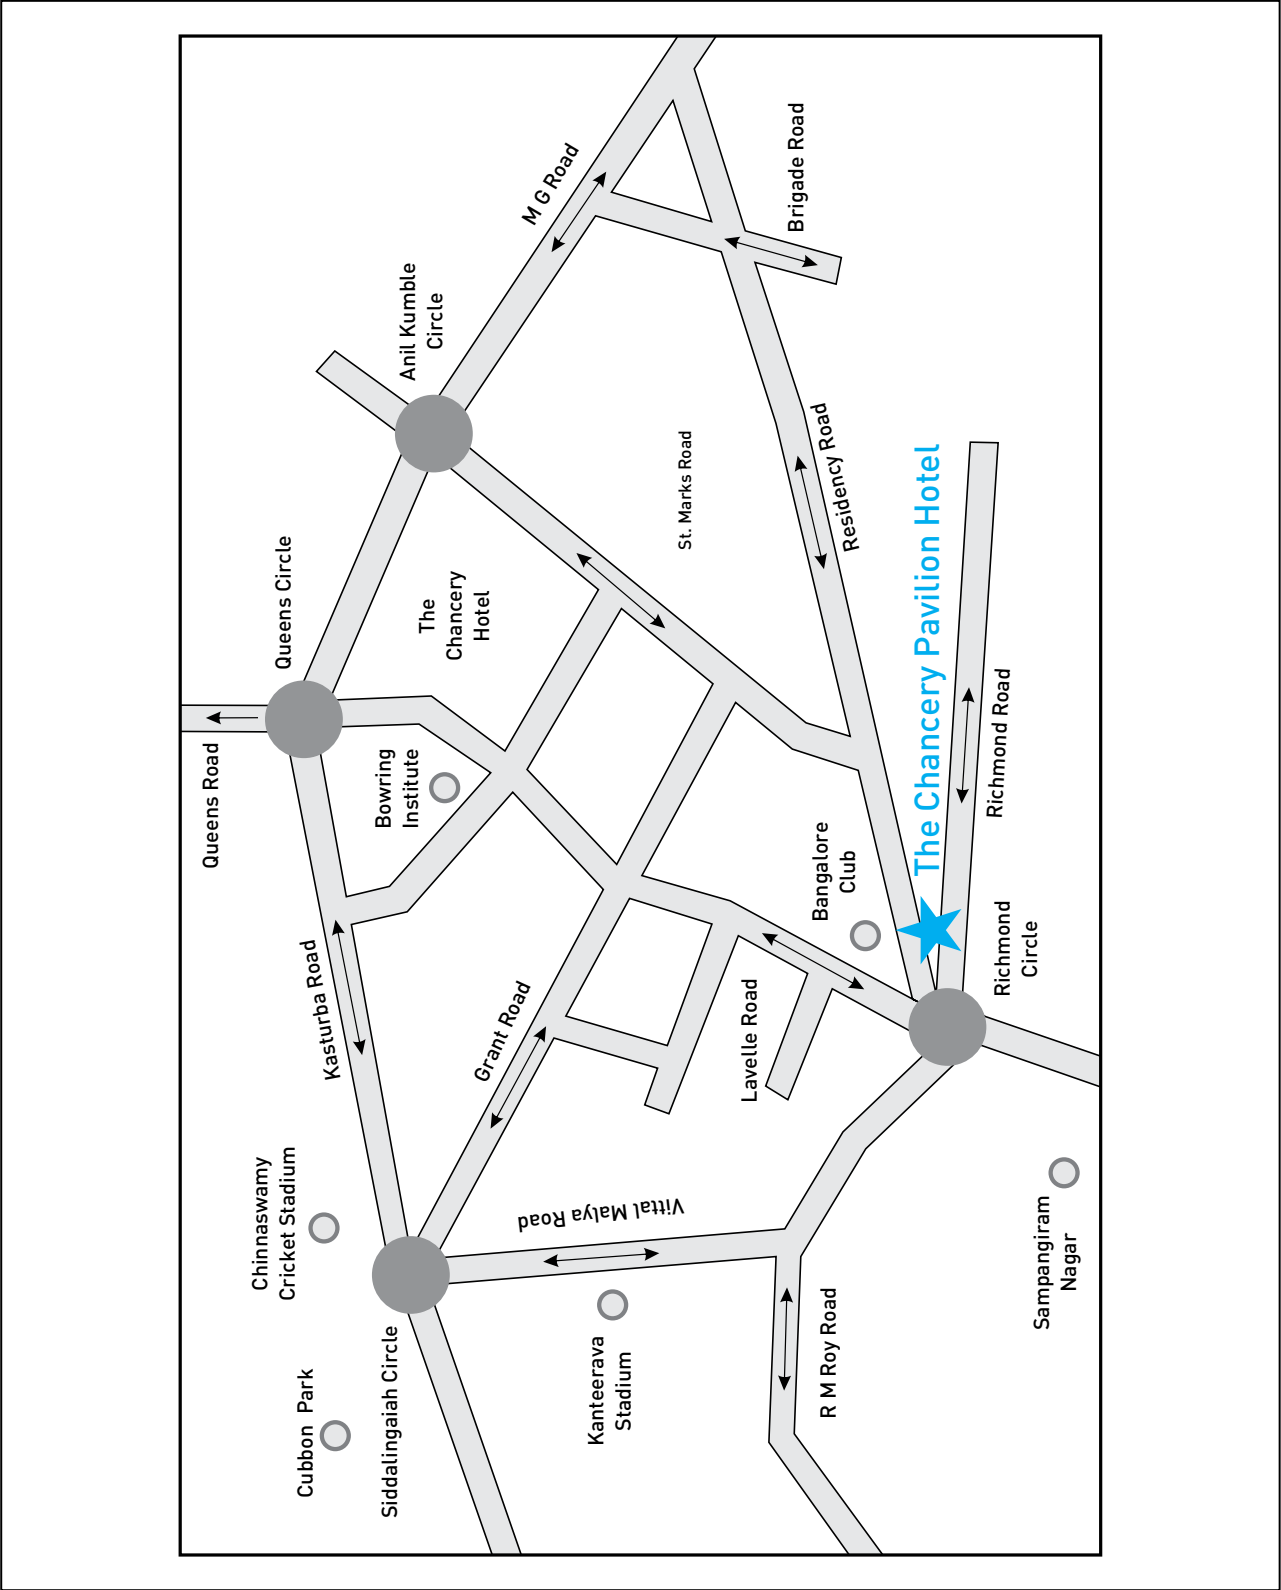 Queens Road
Queens Circle
Anil Kumble
Circle
M G Road
Brigade Road
St. Marks Road
Residency Road
The
Chancery
Hotel
Bowring
Institute
Kasturba Road
Grant Road
Lavelle Road
Bangalore
Club
The Chancery Pavilion Hotel
Richmond Road
Richmond
Circle
Chinnaswamy
Cricket Stadium
Cubbon Park
Siddalingaiah Circle
Vittal Malya Road
Kanteerava
Stadium
R M Roy Road
Sampangiram
Nagar